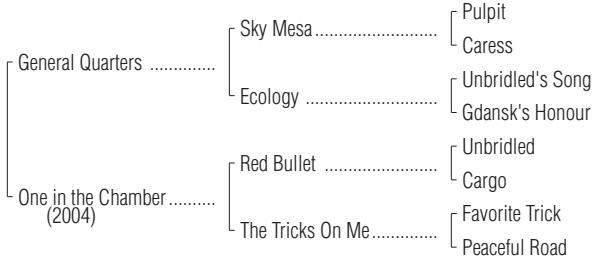 General Quarters ..............
One in the Chamber..........
(2004)
Sky Mesa..........................
Ecology ............................
Red Bullet ........................
The Tricks On Me..............
Pulpit
Caress
Unbridled's Song
Gdansk's Honour
Unbridled
Cargo
Favorite Trick
Peaceful Road